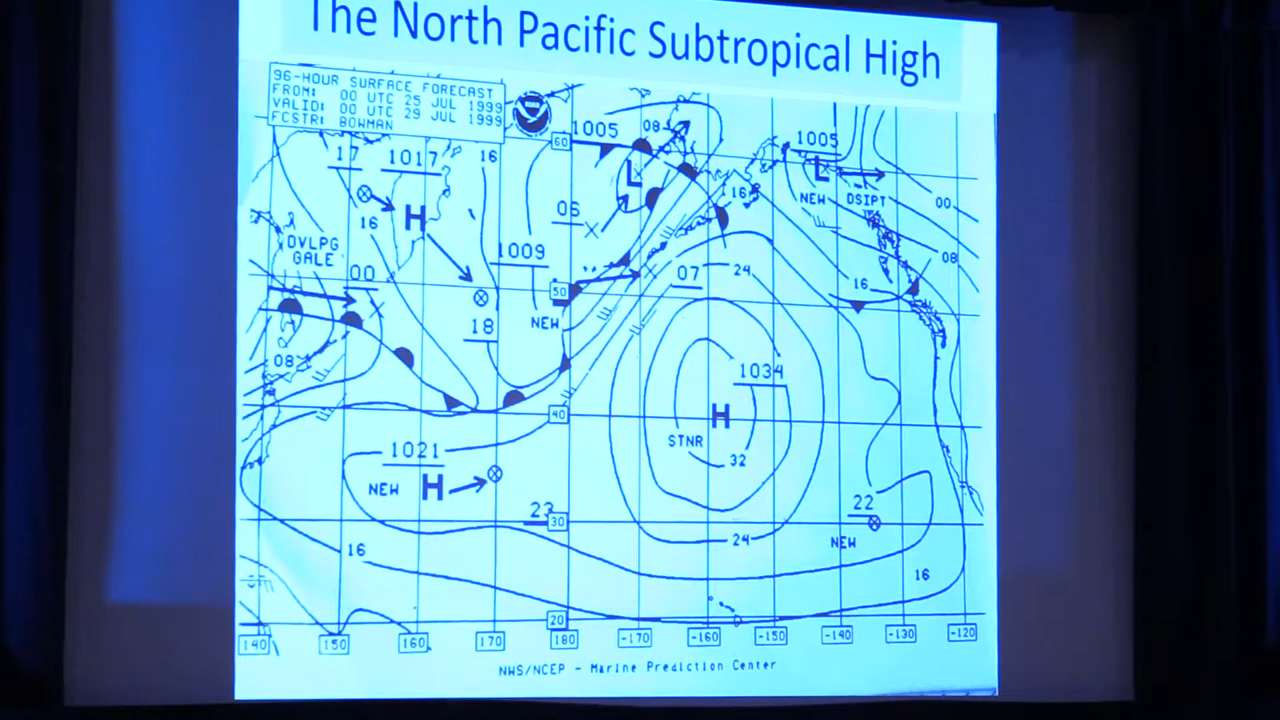 The North Pacific Subtropical High
96-HOUR SURFACE FORECAST
FROM: 00 UTC 25 JUL 1999
VALID: 00 UTC 29 JUL 1999
FCSTR: BOWMAN
1005
08
60
1005
17
1017
16
L
L
16
NEW
DSIPT
00
H
16
06
DVLPG
GALE
1009
08
00
07
24
16
50
18
NEW
H
08
1034
40
H
STNR
1021
32
NEW
H
22
23
30
NEW
24
16
16
20
140
150
160
170
180
-170
-160
-150
-140
-130
-120
NWS/NCEP - Marine Prediction Center